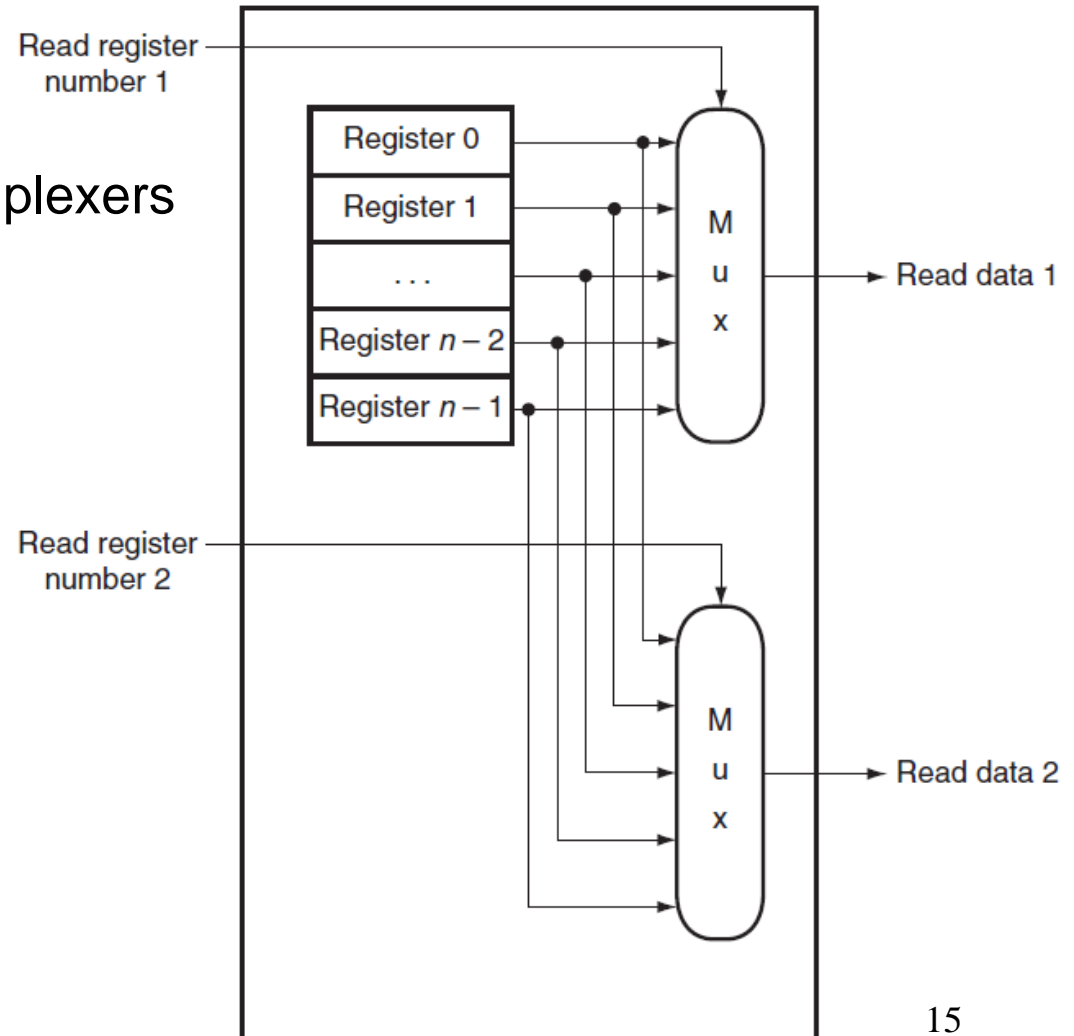 Read register
number 1
Register 0
plexers
Register 1
M
u
x
. . .
Read data 1
Register n – 2
Register n – 1
Read register
number 2
M
u
x
Read data 2
15